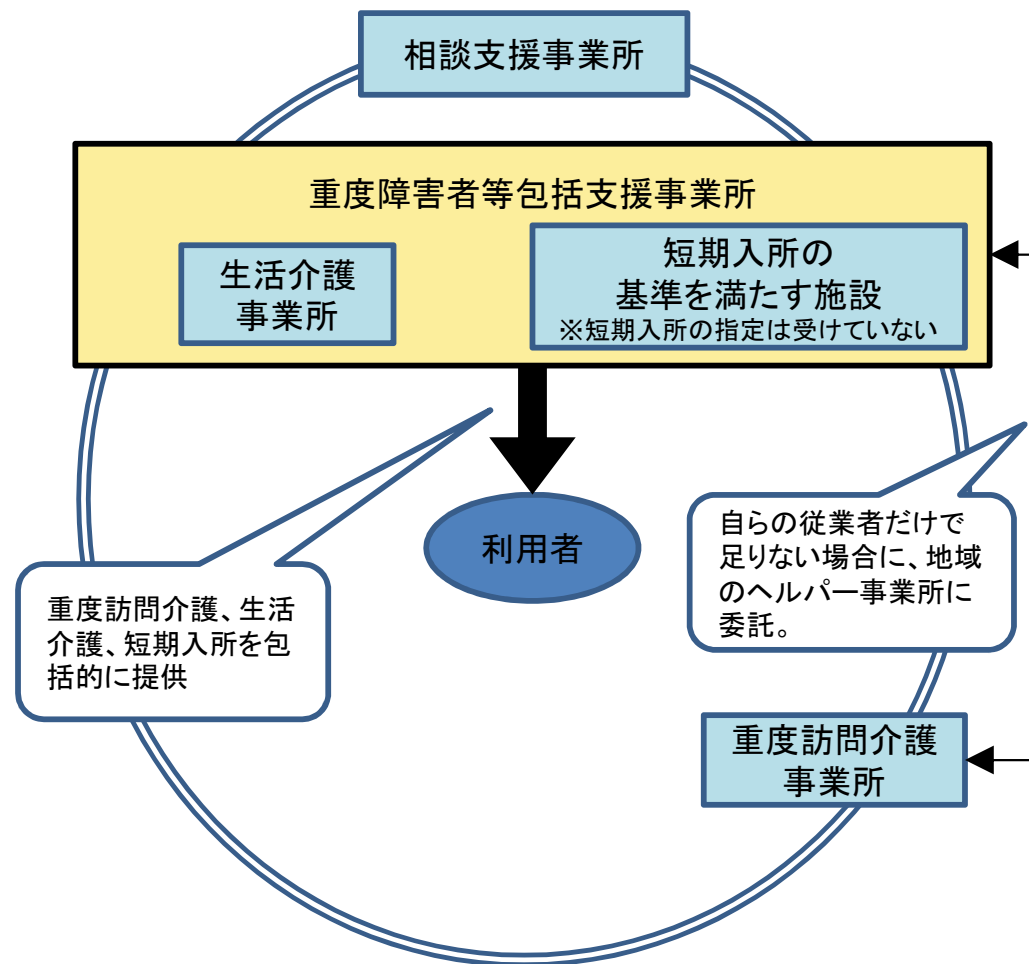 相談支援事業所
重度障害者等包括支援事業所
生活介護
事業所
短期入所の
基準を満たす施設
※短期入所の指定は受けていない
利用者
自らの従業者だけで
足りない場合に、地域
のヘルパー事業所に
委託。
重度訪問介護、生活
介護、短期入所を包
括的に提供
重度訪問介護
事業所